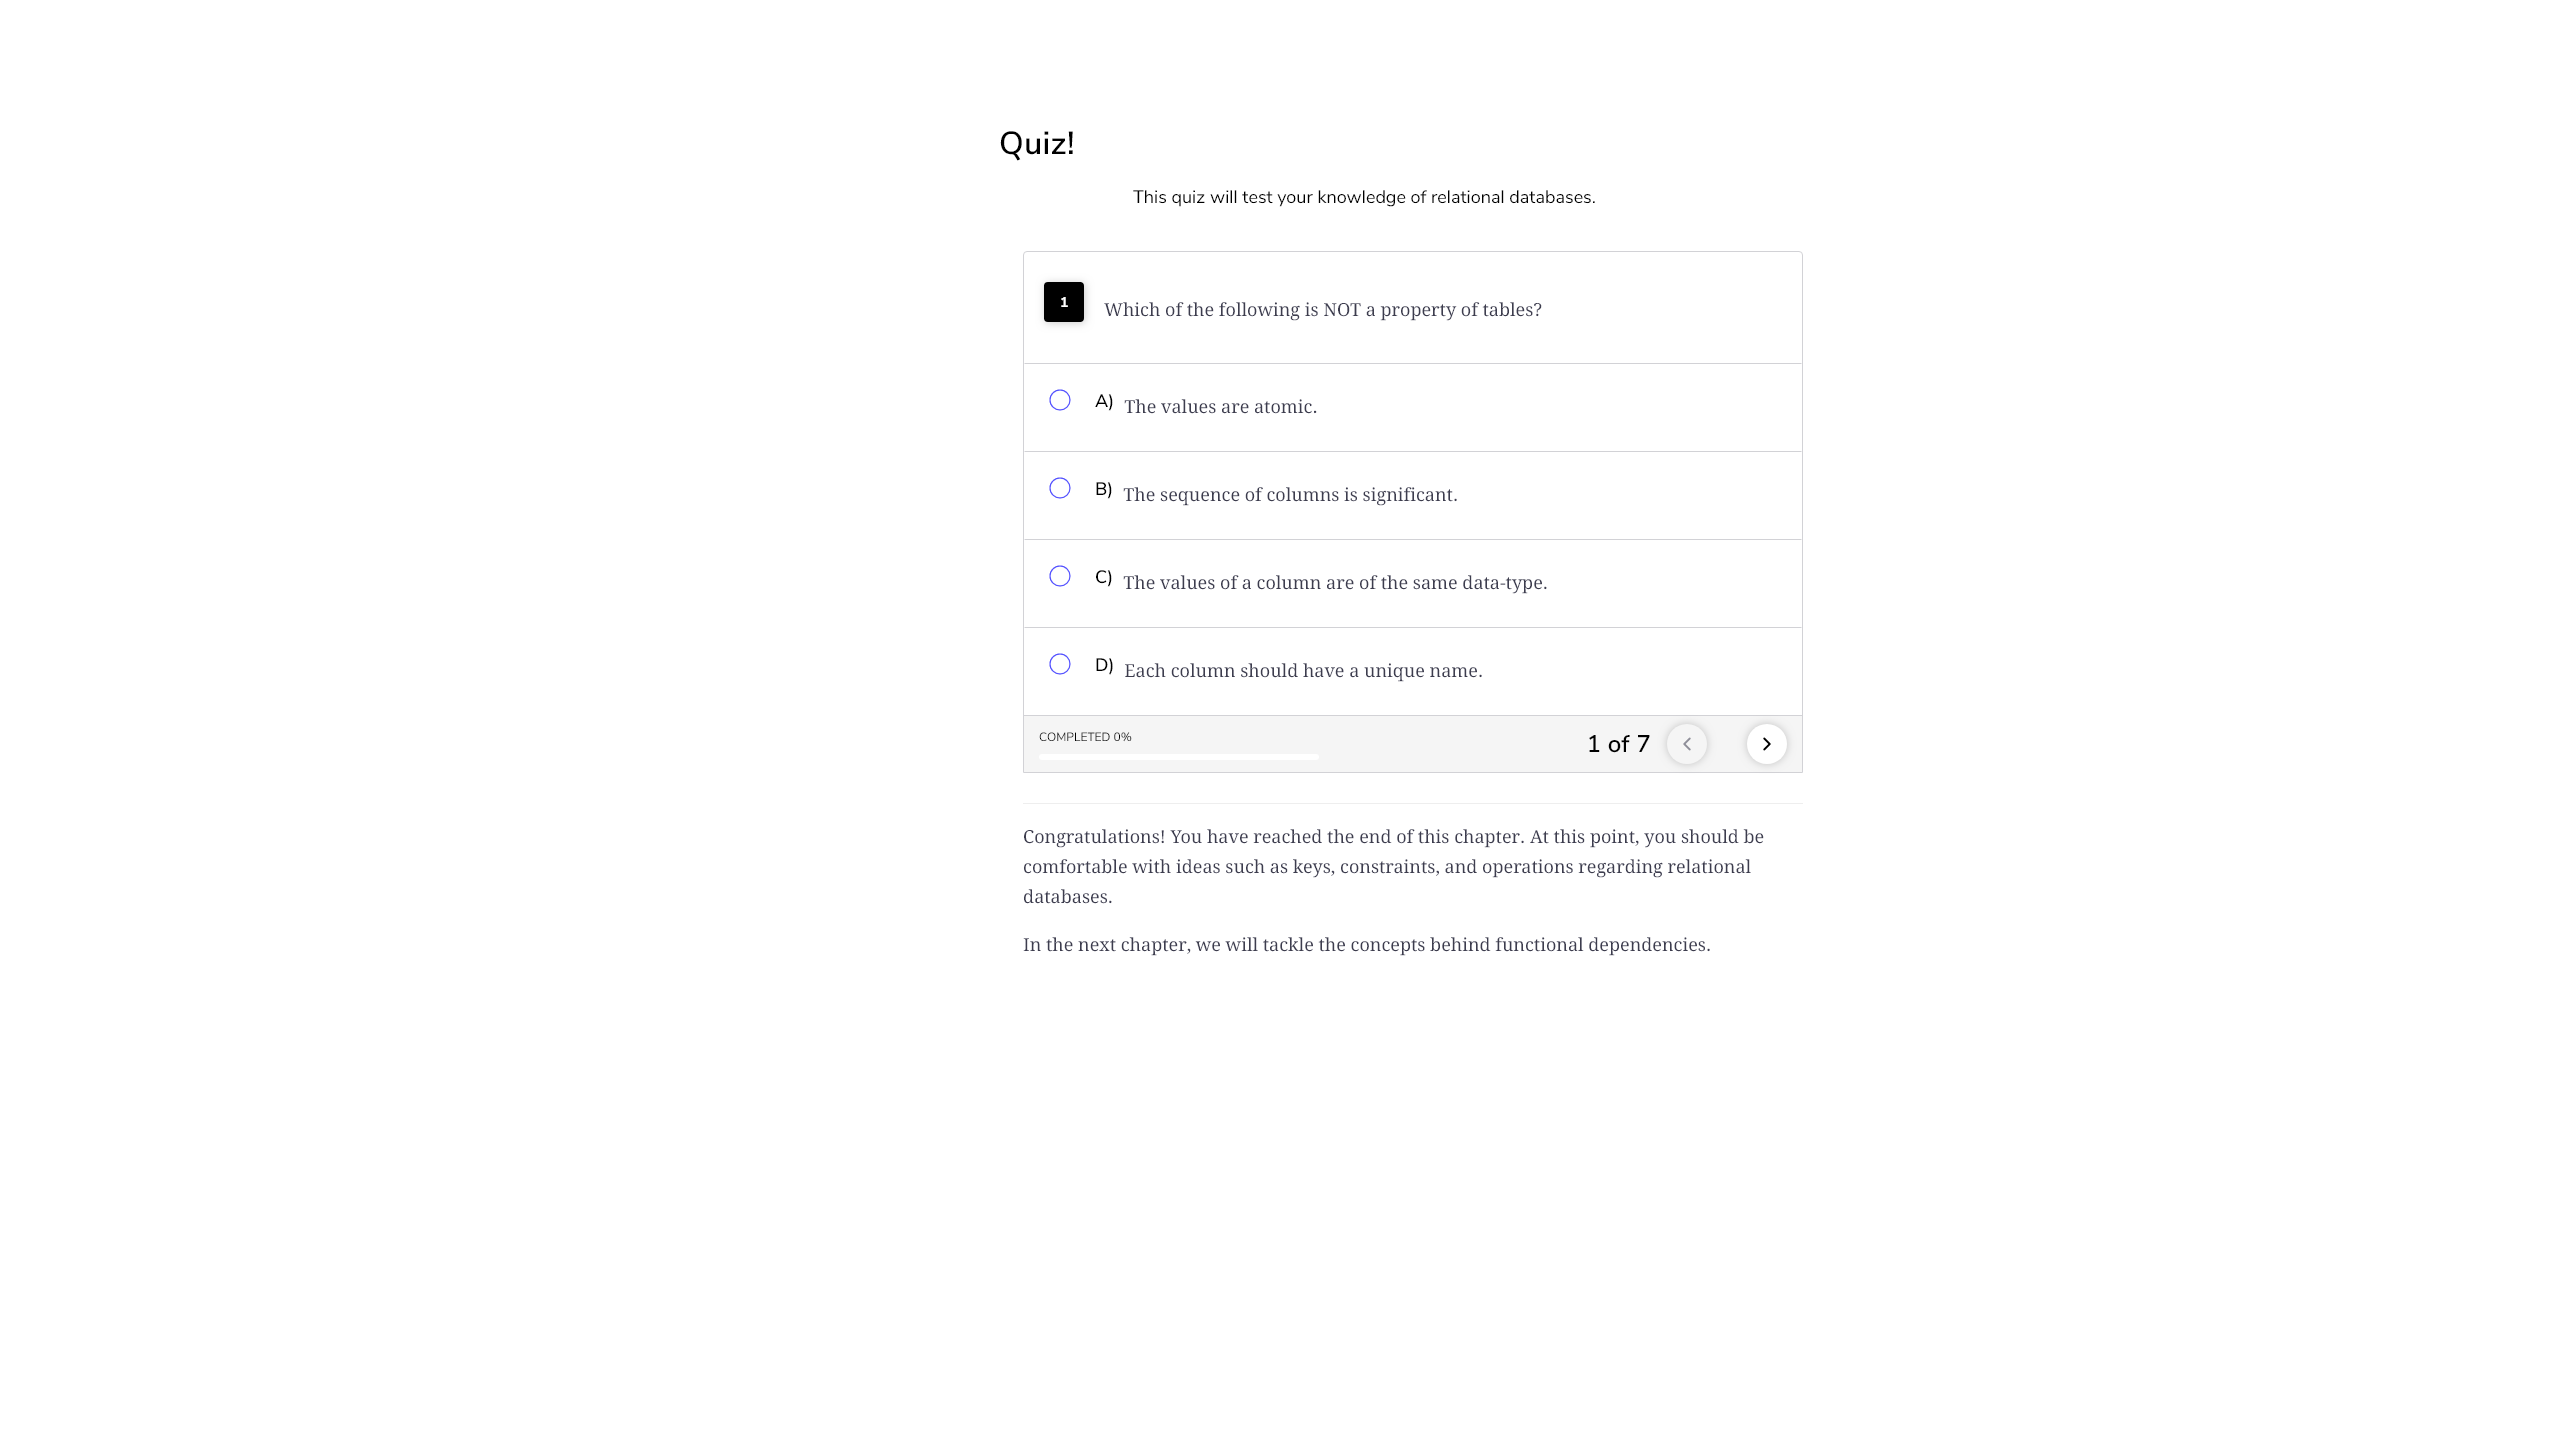 Quiz!
This quiz will test your knowledge of relational databases.
1 Which of the following is NOT a property of tables?
A) The values are atomic.
B) The sequence of columns is significant.
C) The values of a column are of the same data-type.
D) Each column should have a unique name.
COMPLETED 0%
1 of 7
Congratulations! You have reached the end of this chapter. At this point, you should be
comfortable with ideas such as keys, constraints, and operations regarding relational
databases.
In the next chapter, we will tackle the concepts behind functional dependencies.